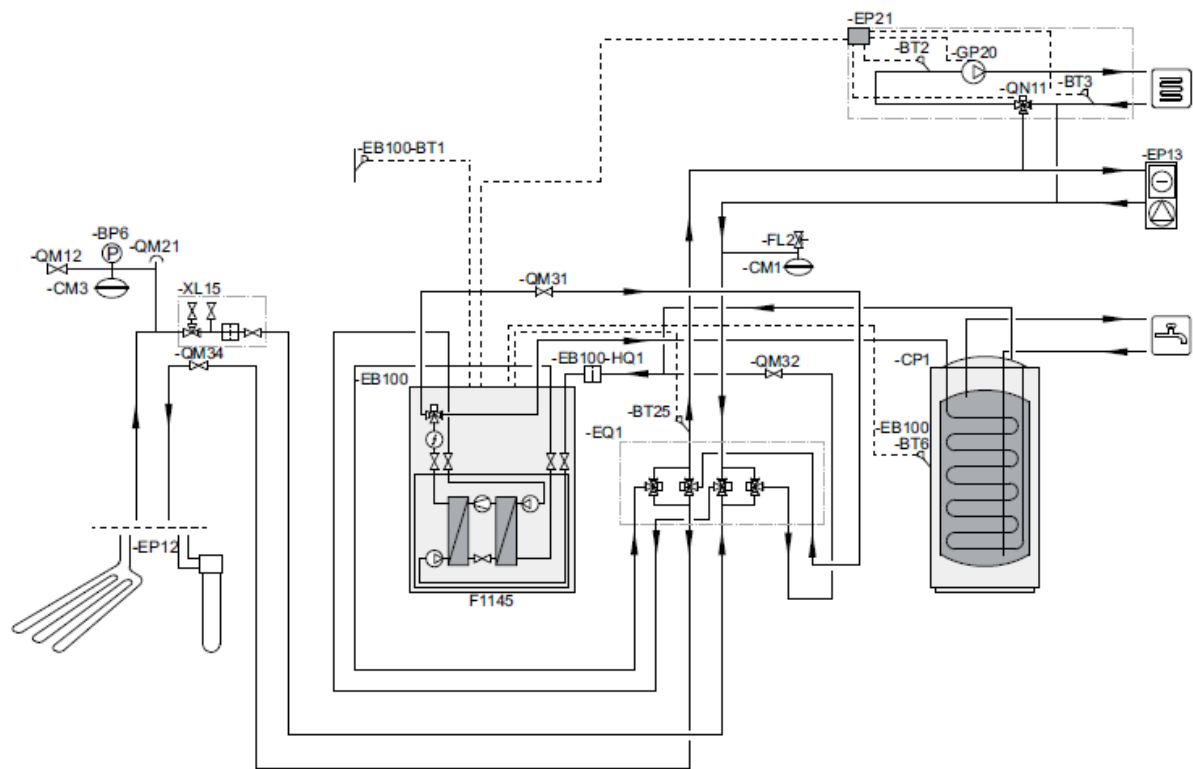 -EP21
-BT2
-GP20
-QN11
-BT3
-EB100-BT1
-EP13
-BP6
P
-QM21
-QM12
-CM3
-XL15
-FL2
-CM1
-QM31
-QM34
-EB100
-EB100-HQ1
-QM32
-CP1
-BT25
-EQ1
-EB100
-BT6
-EP12
F1145